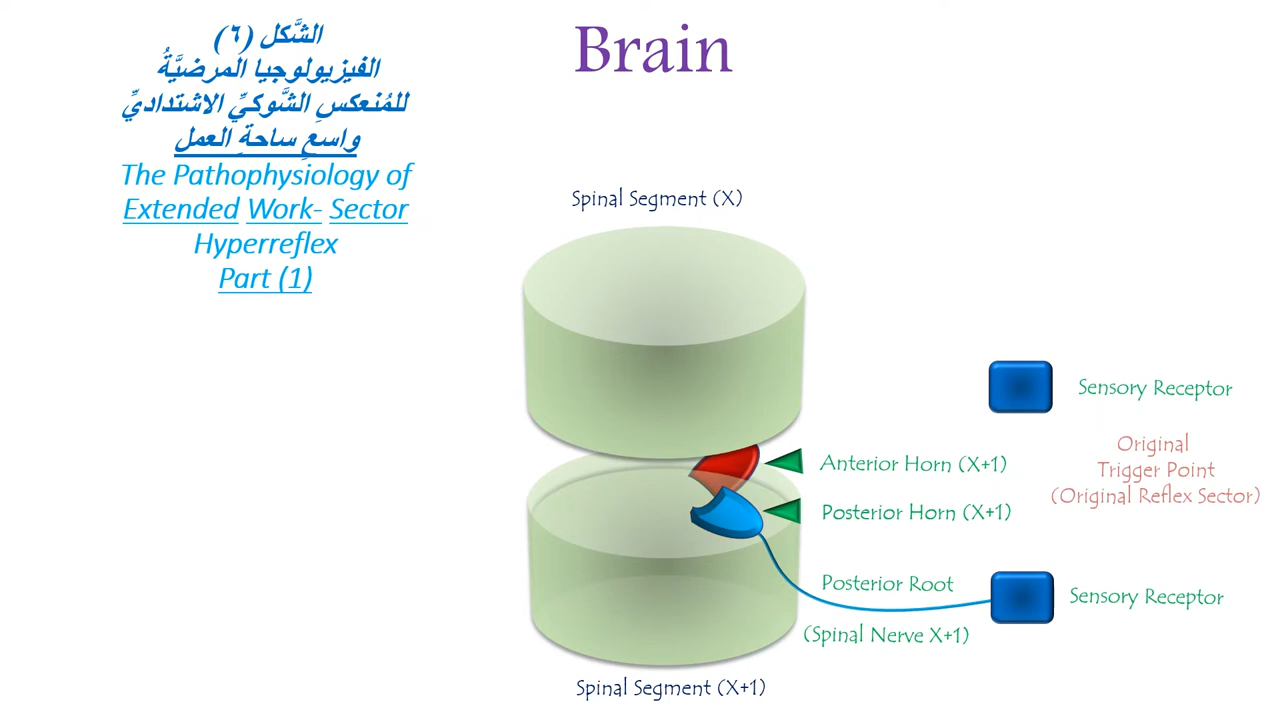 الشَّكل (٦)
الفيزيولوجيا المرضيَّةُ
للمُنعكسِ الشَّوكيِّ الاشتداديِّ
واسعِ ساحةِ العمل
The Pathophysiology of
Extended Work- Sector
Hyperreflex
Part (1)
Brain
Spinal Segment (X)
Sensory Receptor
Original
Trigger Point
(Original Reflex Sector)
Anterior Horn (X+1)
Posterior Horn (X+1)
Posterior Root
Sensory Receptor
(Spinal Nerve X+1)
Spinal Segment (X+1)